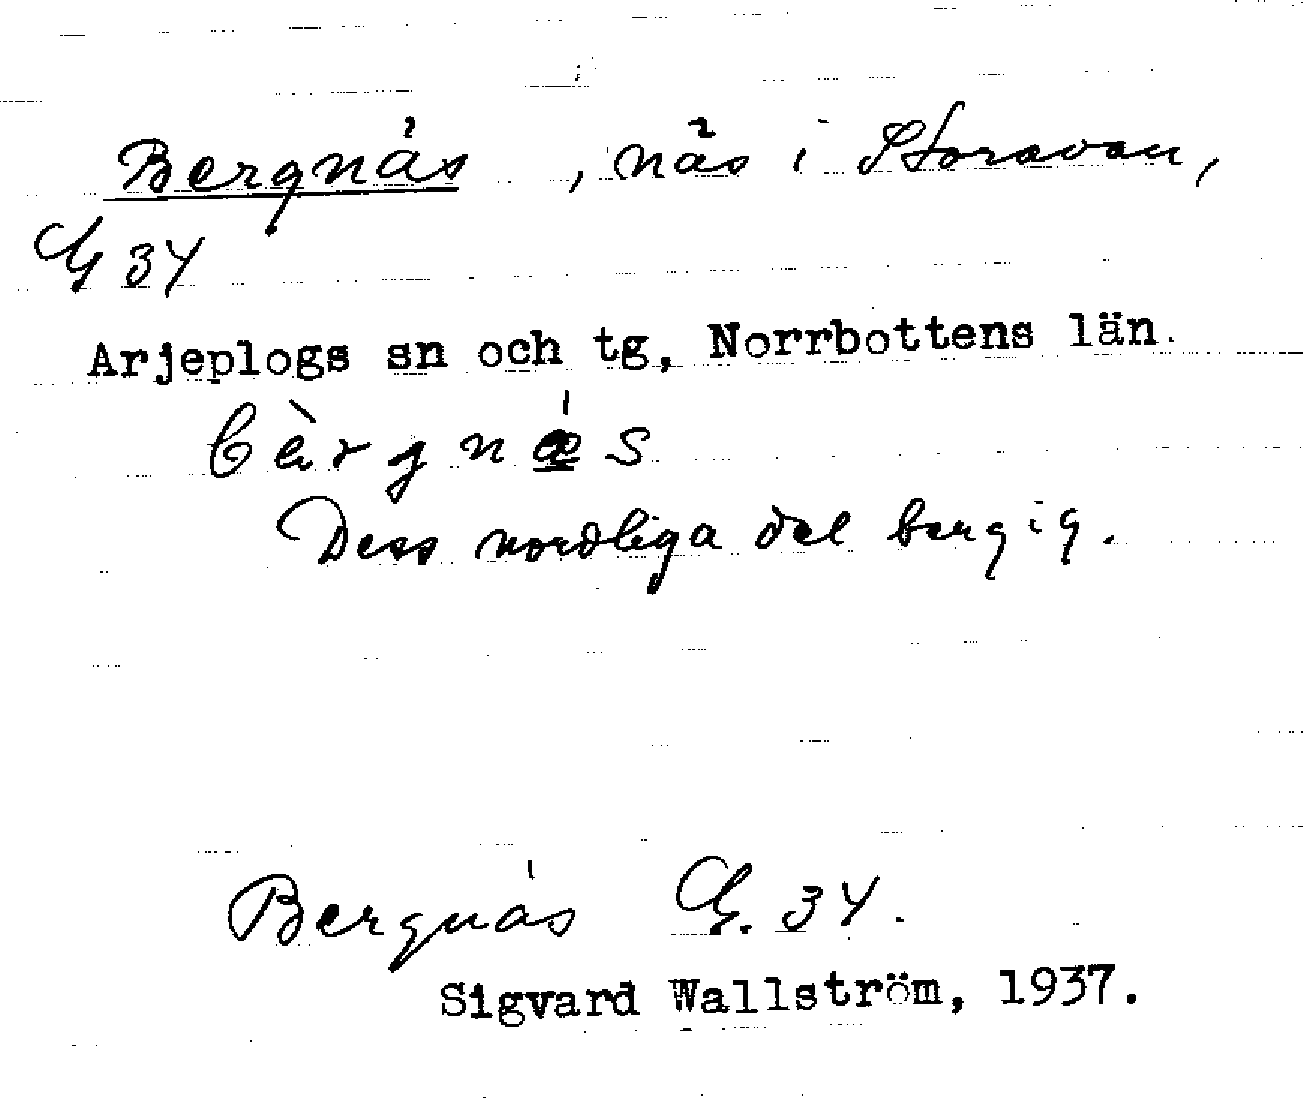 Bergnäs, näs i Storavan,
G 34
Arjeplogs sn och tg, Norrbottens län.
bèrgnæ̀s
Dess nordliga del bergig.
Bergnäs G. 34.
Sigvard Wallström, 1937.